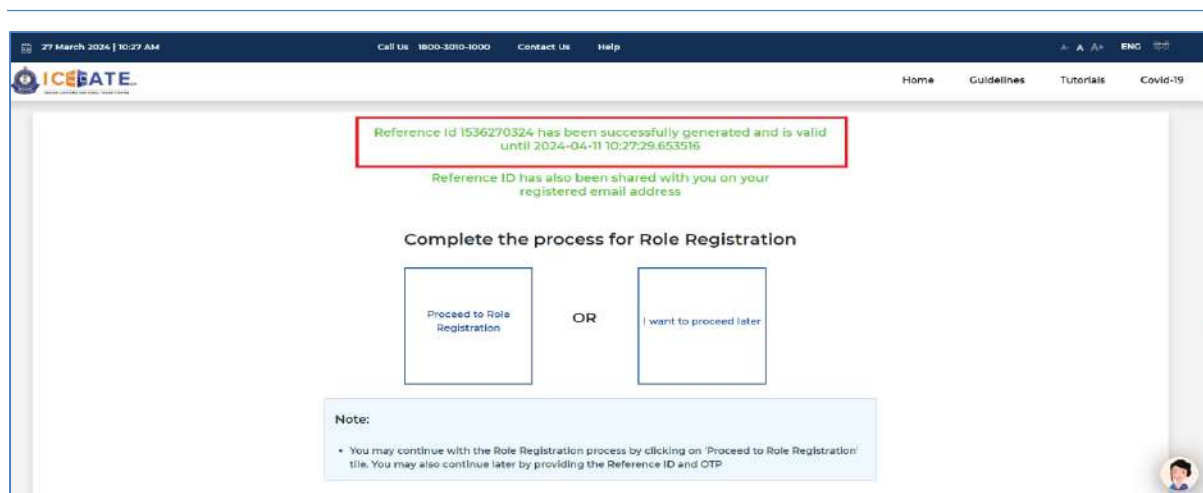 27 March 2024 | 10:27 AM Call Us 1800-3010-1000 Contact Us Help A- A A+ ENG हिन्दी
ICEGATE Home Guidelines Tutorials Covid-19
Reference Id 1536270324 has been successfully generated and is valid
until 2024-04-11 10:27:29.653516
Reference ID has also been shared with you on your
registered email address
Complete the process for Role Registration
Proceed to Role
Registration
OR
I want to proceed later
Note:
• You may continue with the Role Registration process by clicking on 'Proceed to Role Registration'
tile. You may also continue later by providing the Reference ID and OTP